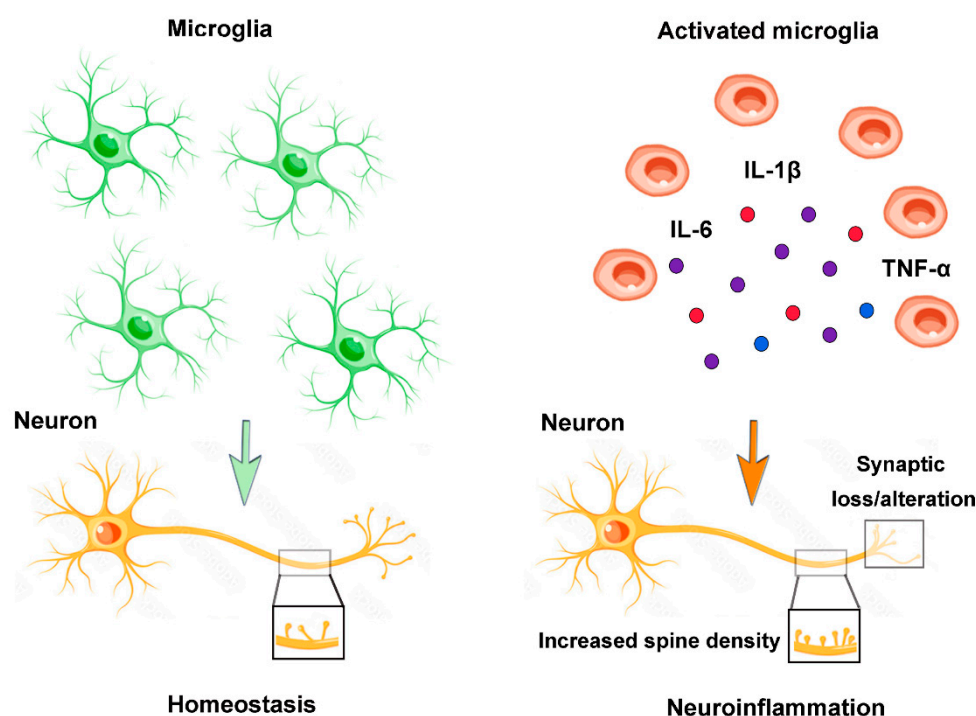 Microglia
Activated microglia
IL-1β
IL-6
TNF-α
Neuron
Neuron
Synaptic
loss/alteration
Increased spine density
Homeostasis
Neuroinflammation